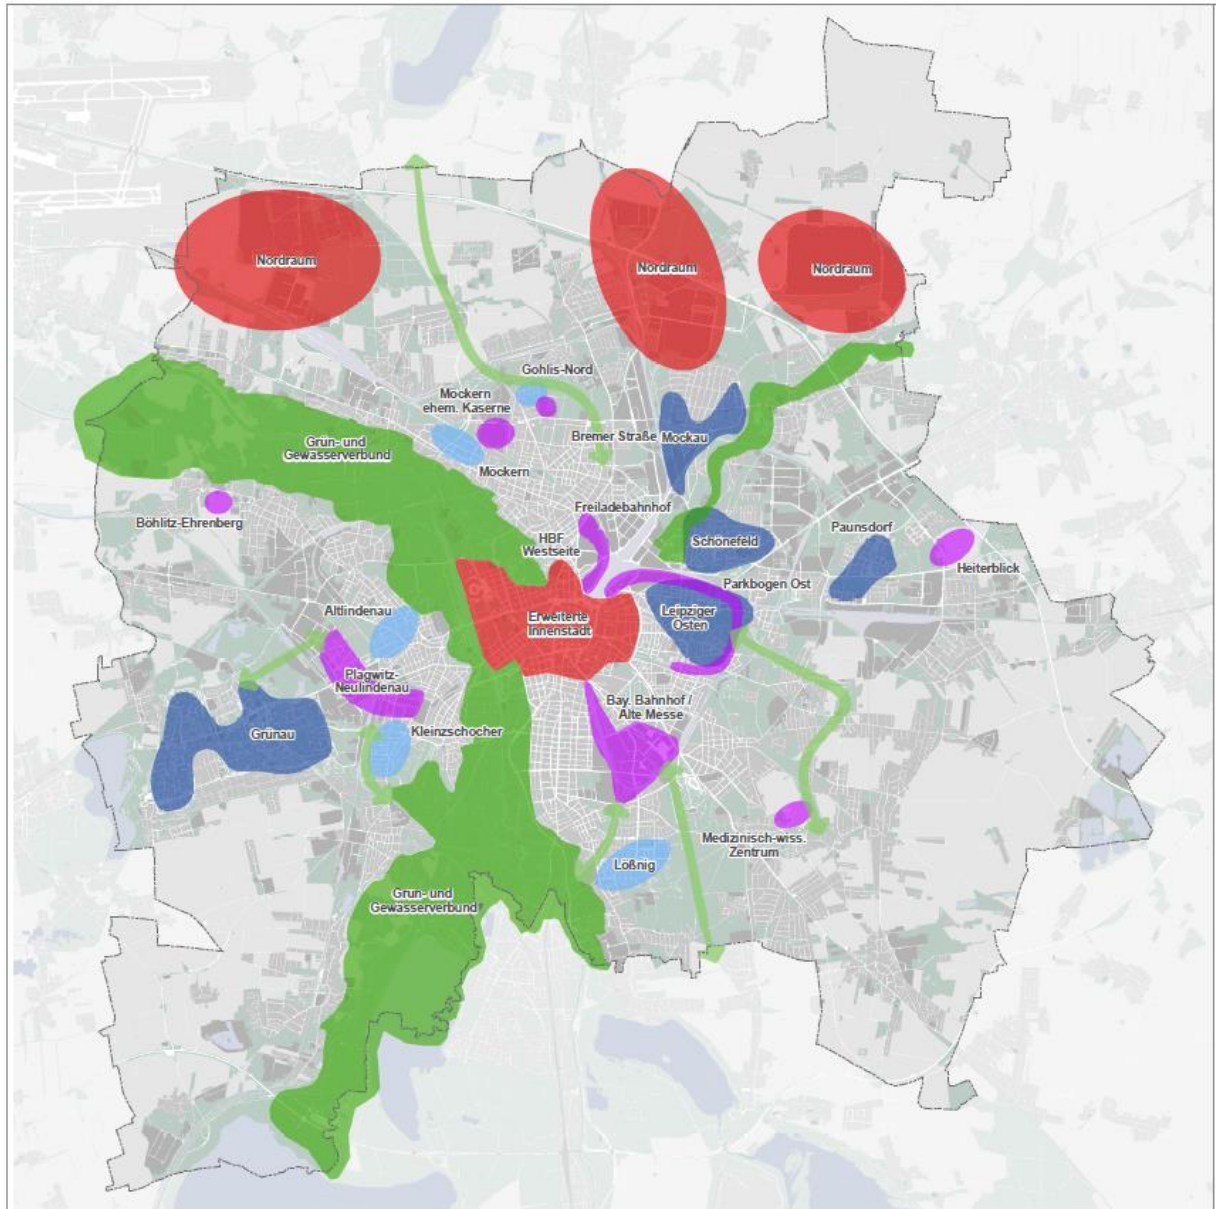 Nordraum
Nordraum
Nordraum
Gohlis-Nord
Möckern
ehem. Kaserne
Bremer Straße
Mockau
Grün- und
Gewässerverbund
Möckern
Freiladebahnhof
Böhlitz-Ehrenberg
HBF
Westseite
Schönefeld
Paunsdorf
Heiterblick
Parkbogen Ost
Altlindenau
Erweiterte
Innenstadt
Leipziger
Osten
Plagwitz-
Neulindenau
Bay. Bahnhof /
Alte Messe
Grünau
Kleinzschocher
Medizinisch-wiss.
Zentrum
Lößnig
Grün- und
Gewässerverbund